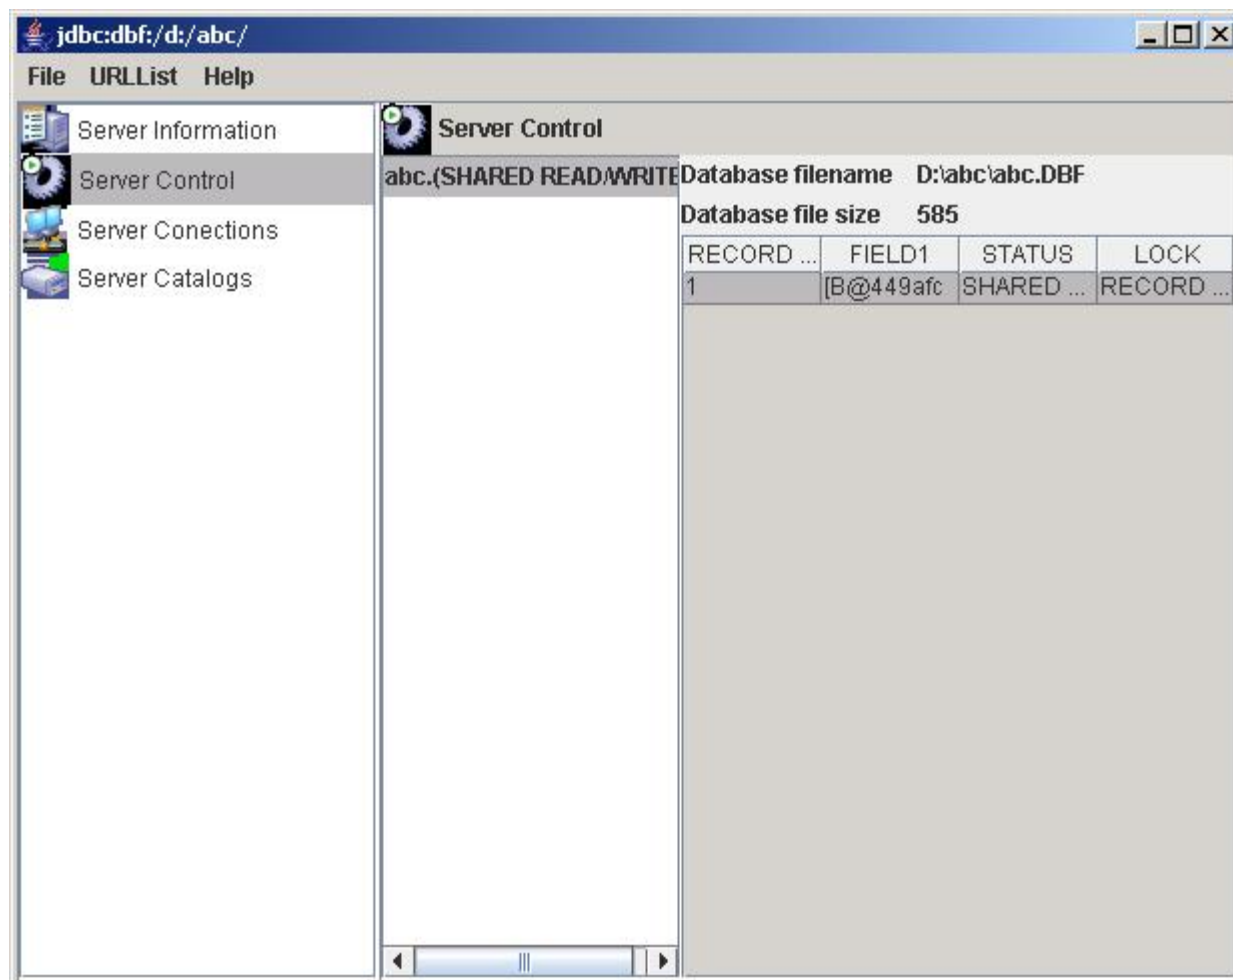 jdbc:dbf:/d:/abc/
File URLList Help
Server Information
Server Control
Server Conections
Server Catalogs
Server Control
abc.(SHARED READ/WRITE
Database filename D:\abc\abc.DBF
Database file size 585
RECORD ... FIELD1 STATUS LOCK
1 [B@449afc SHARED ... RECORD ...